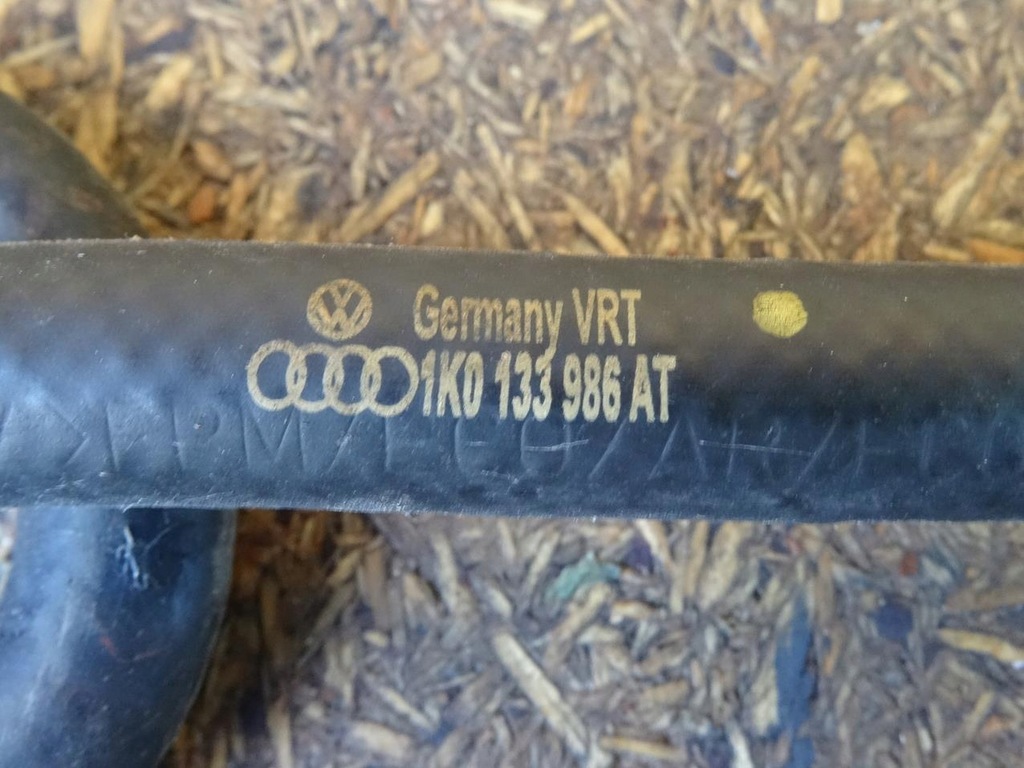 Germany VRT
1K0 133 986 AT